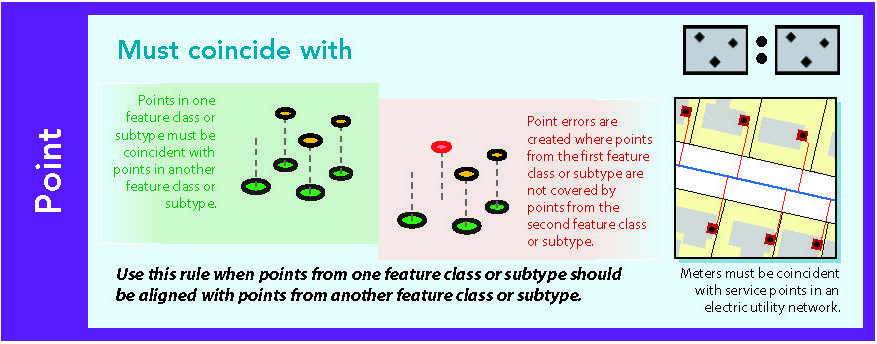 Point
Must coincide with
Points in one
feature class or
subtype must be
coincident with
points in another
feature class or
subtype.
Point errors are
created where points
from the first feature
class or subtype are
not covered by
points from the
second feature class
or subtype.
Use this rule when points from one feature class or subtype should
be aligned with points from another feature class or subtype.
Meters must be coincident
with service points in an
electric utility network.